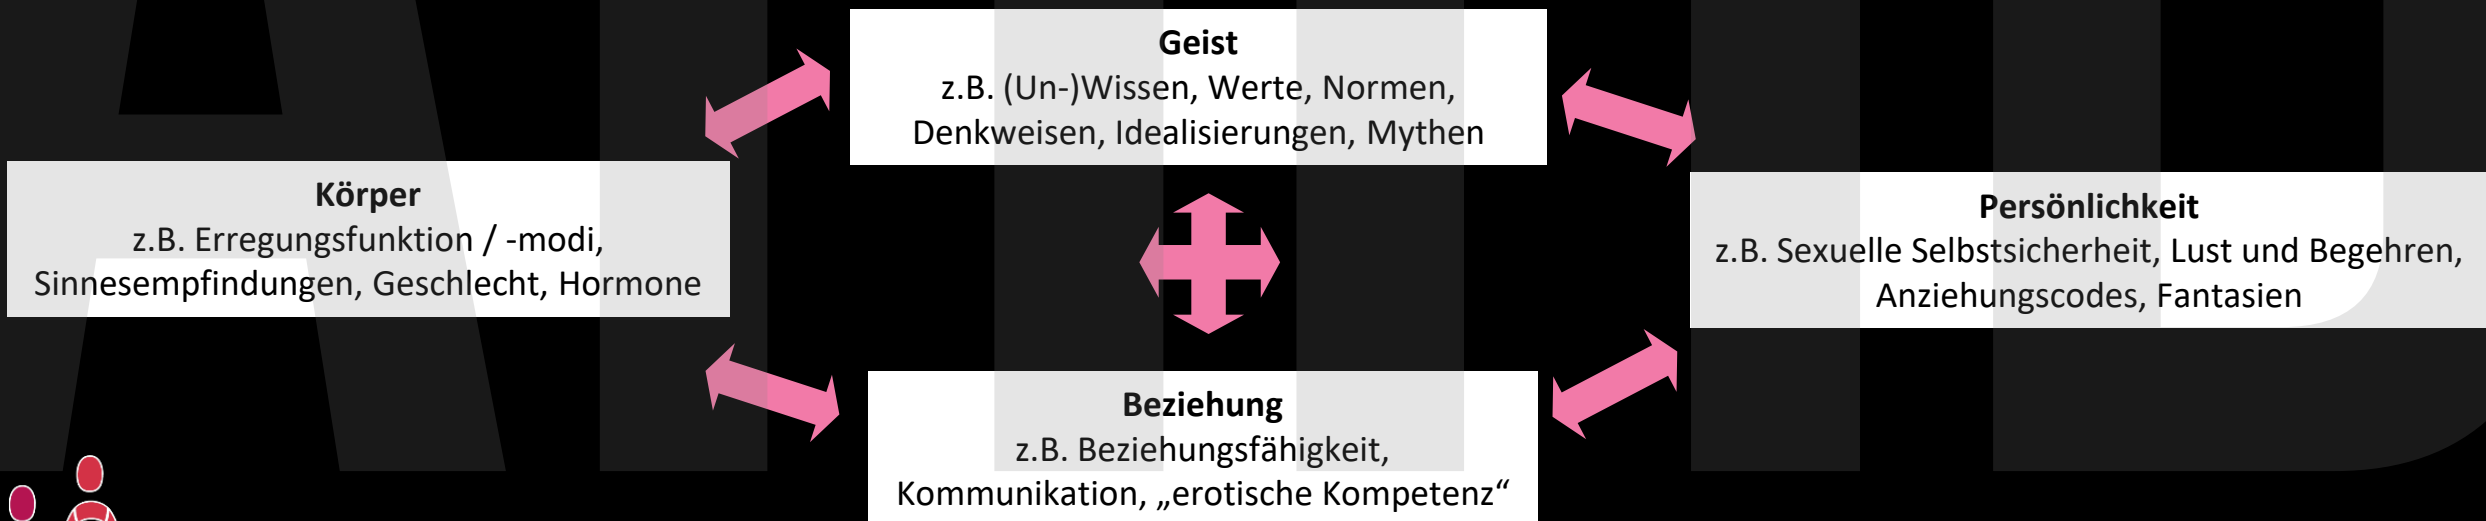 Geist
z.B. (Un-)Wissen, Werte, Normen,
Denkweisen, Idealisierungen, Mythen
Körper
z.B. Erregungsfunktion / -modi,
Sinnesempfindungen, Geschlecht, Hormone
Persönlichkeit
z.B. Sexuelle Selbstsicherheit, Lust und Begehren,
Anziehungscodes, Fantasien
Beziehung
z.B. Beziehungsfähigkeit,
Kommunikation, „erotische Kompetenz“